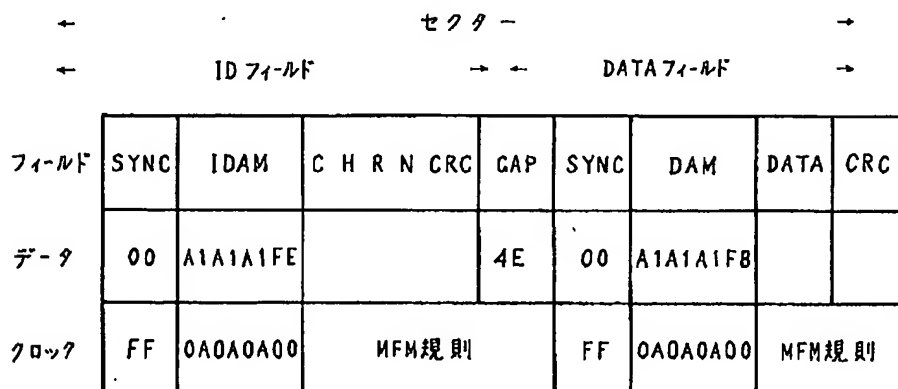 ← セクター →
← IDフィールド → ← DATAフィールド →
フィールド SYNC IDAM C H R N CRC GAP SYNC DAM DATA CRC
データ 00 A1A1A1FE 4E 00 A1A1A1FB
クロック FF 0A0A0A00 MFM規則 FF 0A0A0A00 MFM規則